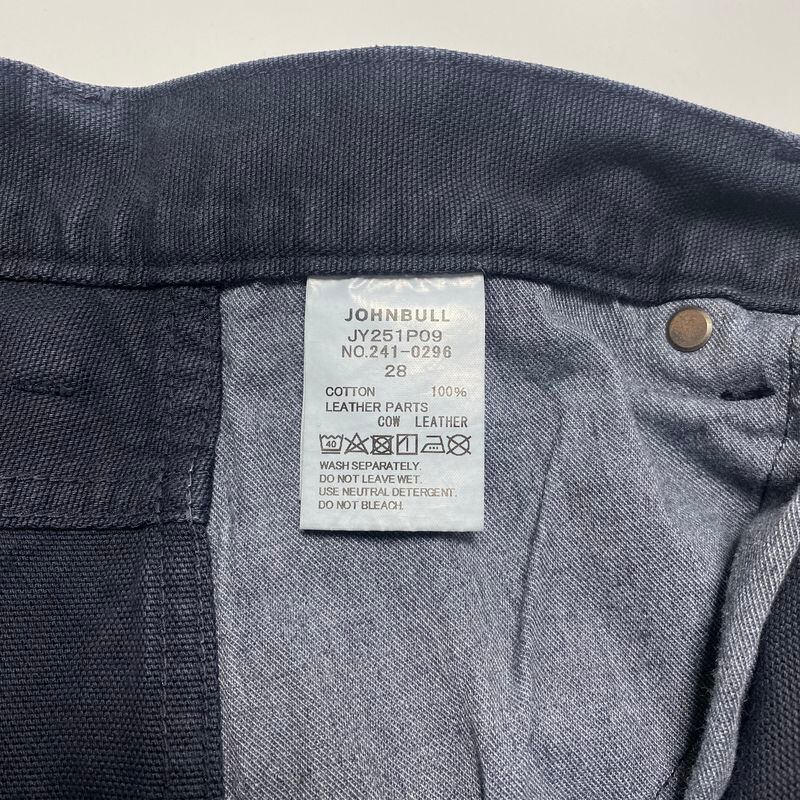 JOHNBULL
JY251P09
NO.241-0296
28
COTTON 100%
LEATHER PARTS
COW LEATHER
40
WASH SEPARATELY.
DO NOT LEAVE WET.
USE NEUTRAL DETERGENT.
DO NOT BLEACH.